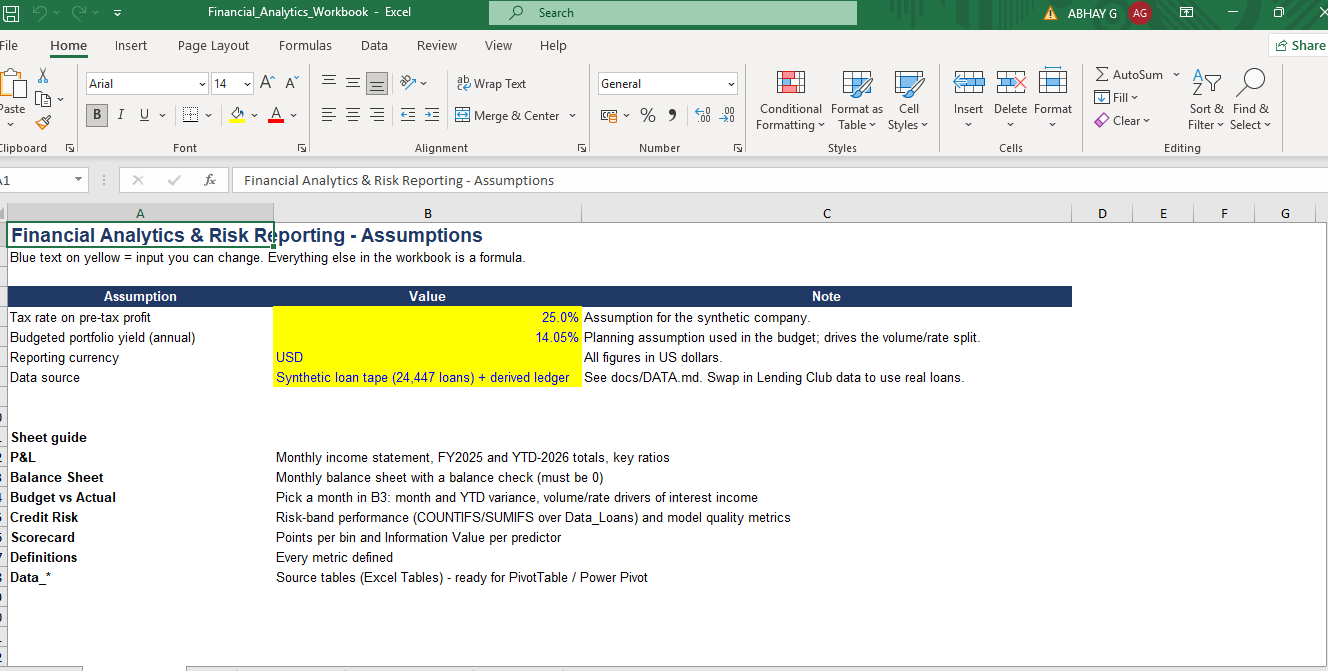 Financial_Analytics_Workbook - Excel
Search
ABHAY G
AG
File Home Insert Page Layout Formulas Data Review View Help
Share
Paste
Arial 14
B I U
Wrap Text
Merge & Center
General
Conditional Formatting
Format as Table
Cell Styles
Insert
Delete
Format
AutoSum
Fill
Clear
Sort & Filter
Find & Select
Clipboard Font Alignment Number Styles Cells Editing
A1
fx
Financial Analytics & Risk Reporting - Assumptions
A B C D E F G
Financial Analytics & Risk Reporting - Assumptions
Blue text on yellow = input you can change. Everything else in the workbook is a formula.
Assumption Value Note
Tax rate on pre-tax profit 25.0% Assumption for the synthetic company.
Budgeted portfolio yield (annual) 14.05% Planning assumption used in the budget; drives the volume/rate split.
Reporting currency USD All figures in US dollars.
Data source Synthetic loan tape (24,447 loans) + derived ledger See docs/DATA.md. Swap in Lending Club data to use real loans.
Sheet guide
P&L Monthly income statement, FY2025 and YTD-2026 totals, key ratios
Balance Sheet Monthly balance sheet with a balance check (must be 0)
Budget vs Actual Pick a month in B3: month and YTD variance, volume/rate drivers of interest income
Credit Risk Risk-band performance (COUNTIFS/SUMIFS over Data_Loans) and model quality metrics
Scorecard Points per bin and Information Value per predictor
Definitions Every metric defined
Data_* Source tables (Excel Tables) - ready for PivotTable / Power Pivot